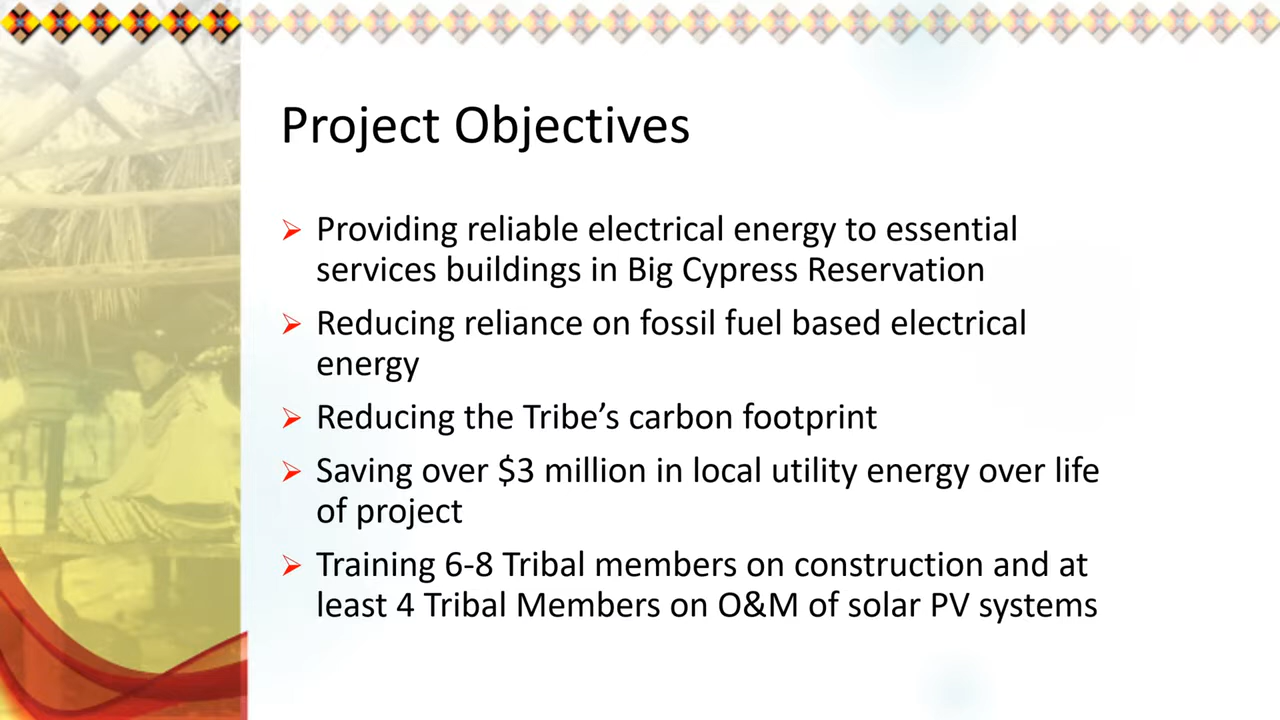 Project Objectives
Providing reliable electrical energy to essential
services buildings in Big Cypress Reservation
Reducing reliance on fossil fuel based electrical
energy
Reducing the Tribe’s carbon footprint
Saving over $3 million in local utility energy over life
of project
Training 6-8 Tribal members on construction and at
least 4 Tribal Members on O&M of solar PV systems